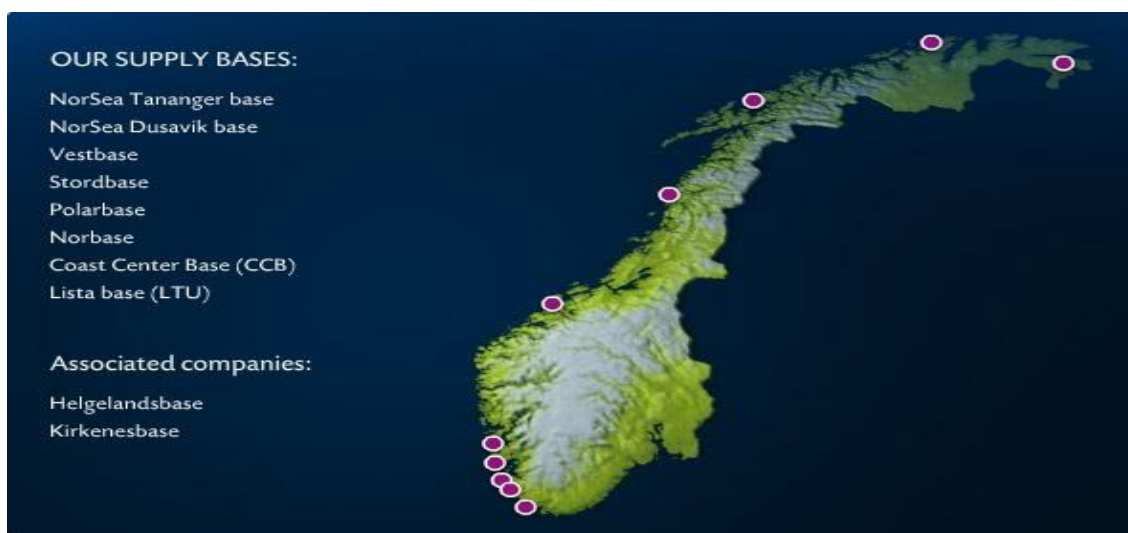 OUR SUPPLY BASES:
NorSea Tananger base
NorSea Dusavik base
Vestbase
Stordbase
Polarbase
Norbase
Coast Center Base (CCB)
Lista base (LTU)
Associated companies:
Helgelandsbase
Kirkenesbase